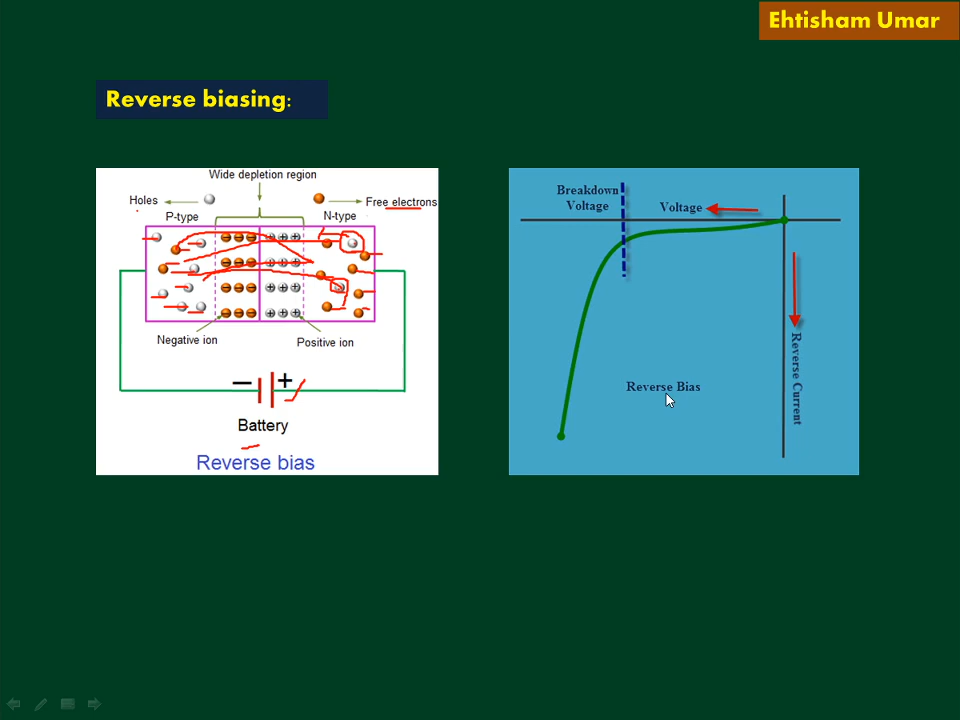 Ehtisham Umar
Reverse biasing:
Wide depletion region
Holes
Free electrons
P-type
N-type
Negative ion
Positive ion
− +
Battery
Reverse bias
Breakdown
Voltage
Voltage
Reverse Current
Reverse Bias